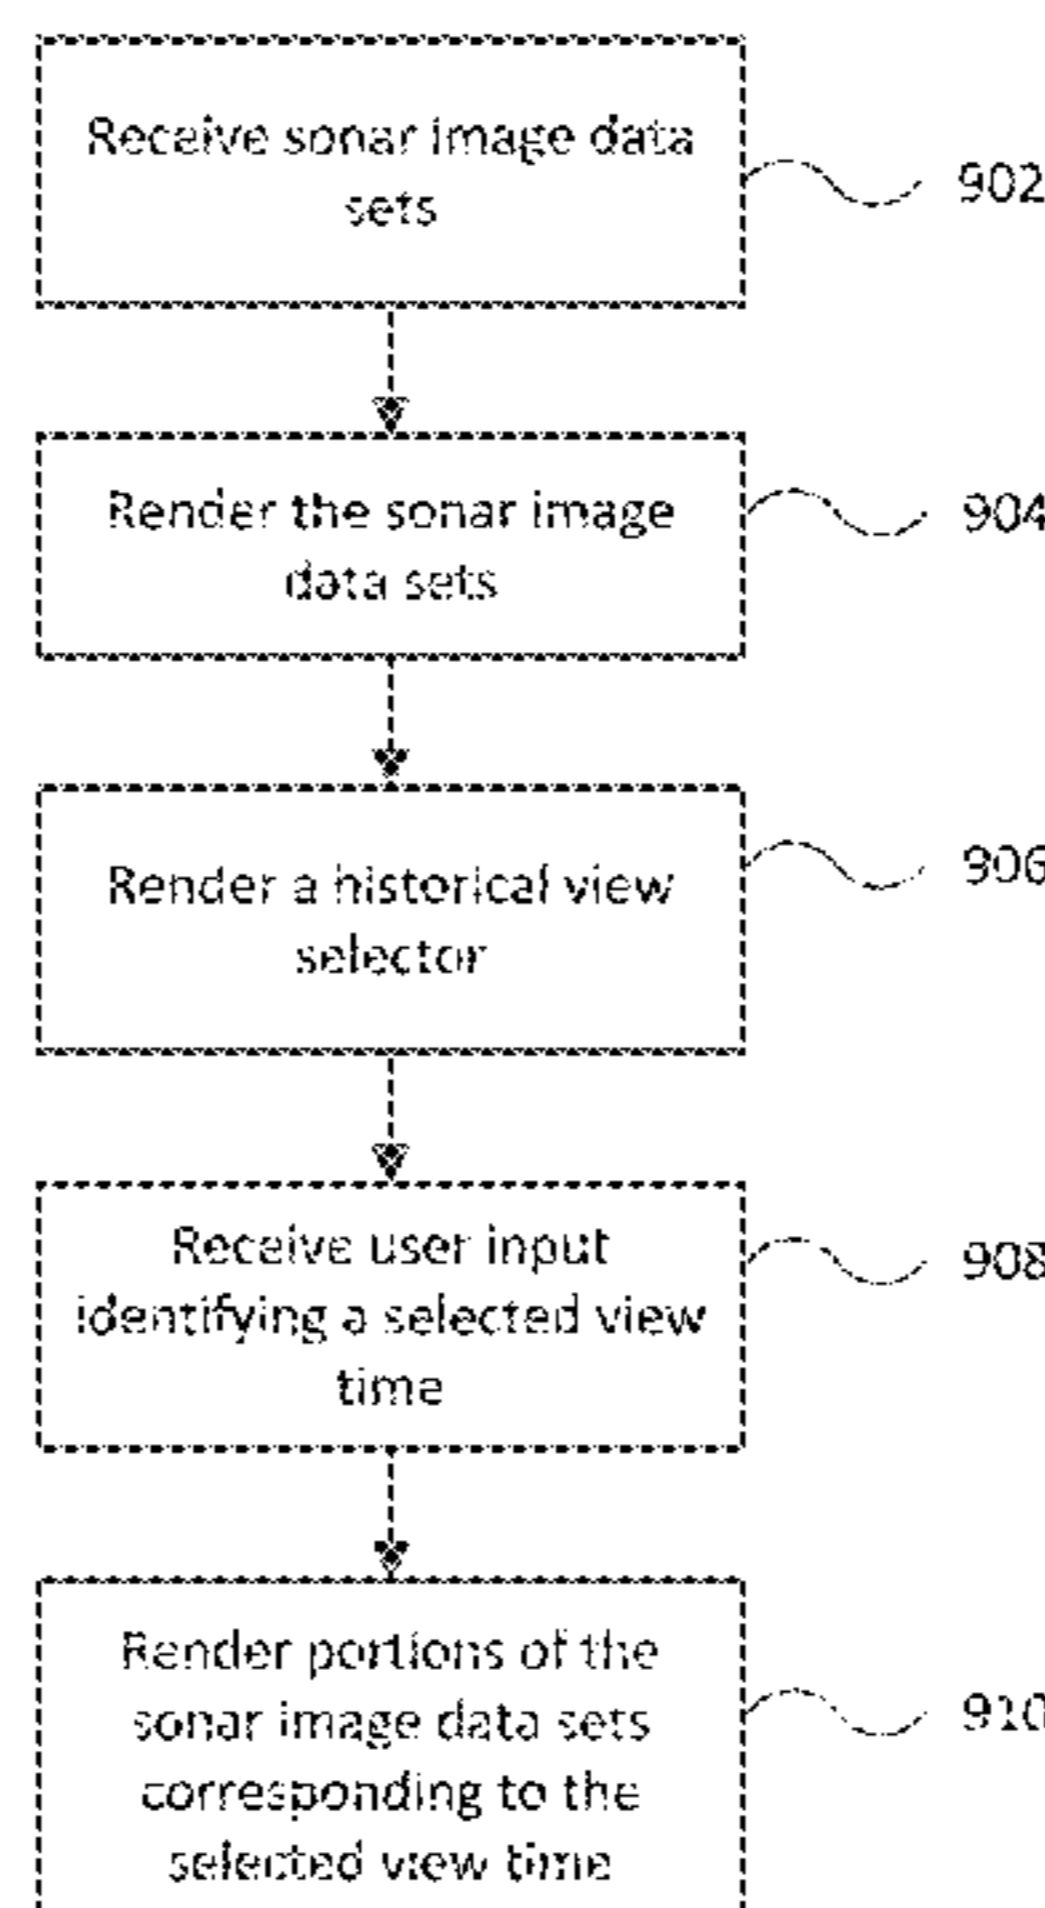 Receive sonar image data
sets
902
Render the sonar image
data sets
904
Render a historical view
selector
906
Receive user input
identifying a selected view
time
908
Render portions of the
sonar image data sets
corresponding to the
selected view time
910